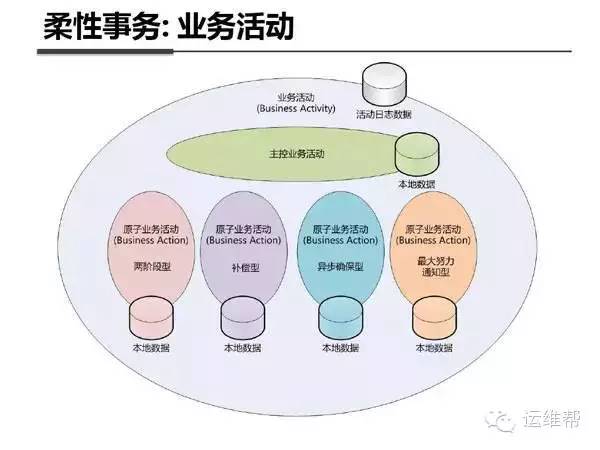 柔性事务: 业务活动
业务活动
(Business Activity)
活动日志数据
主控业务活动
本地数据
原子业务活动
(Business Action)
两阶段型
本地数据
原子业务活动
(Business Action)
补偿型
本地数据
原子业务活动
(Business Action)
异步确保型
本地数据
原子业务活动
(Business Action)
最大努力
通知型
本地数据
运维帮